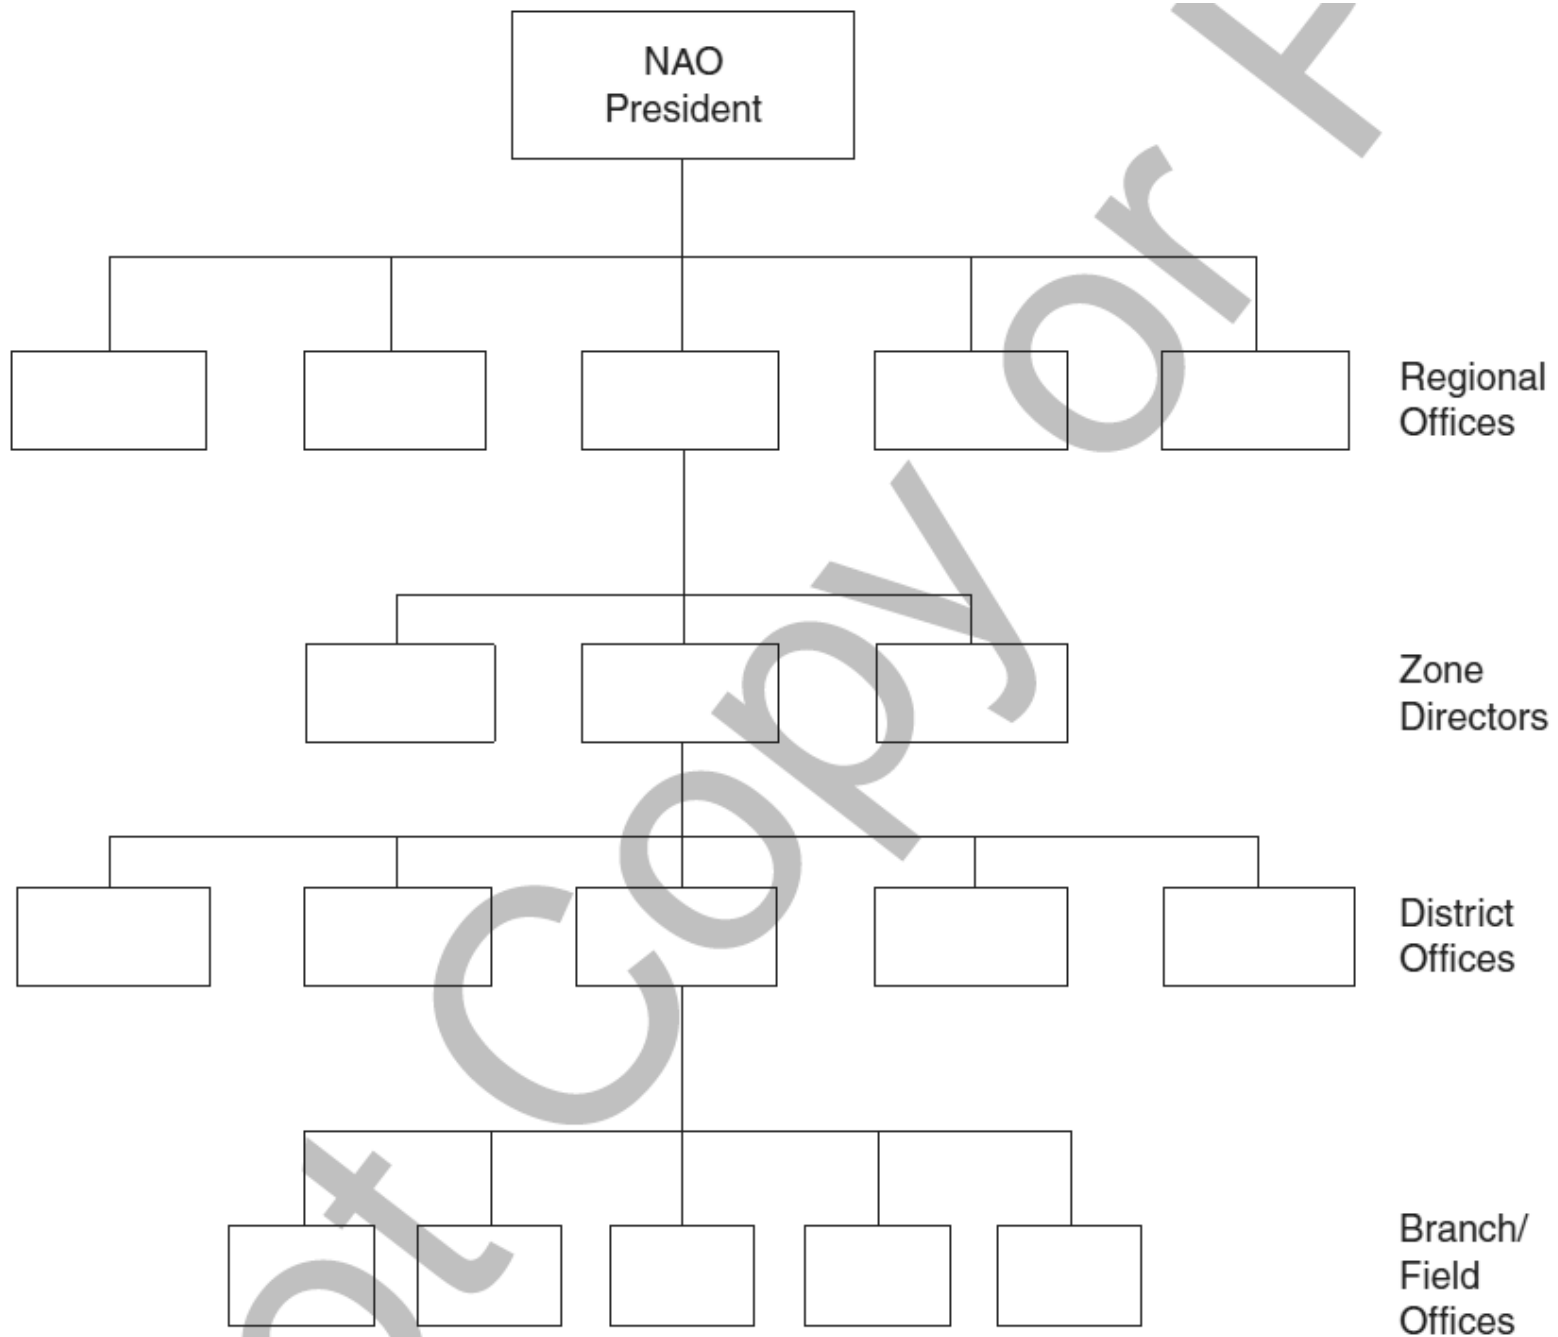 NAO
President
Regional
Offices
Zone
Directors
District
Offices
Branch/
Field
Offices
Copy or